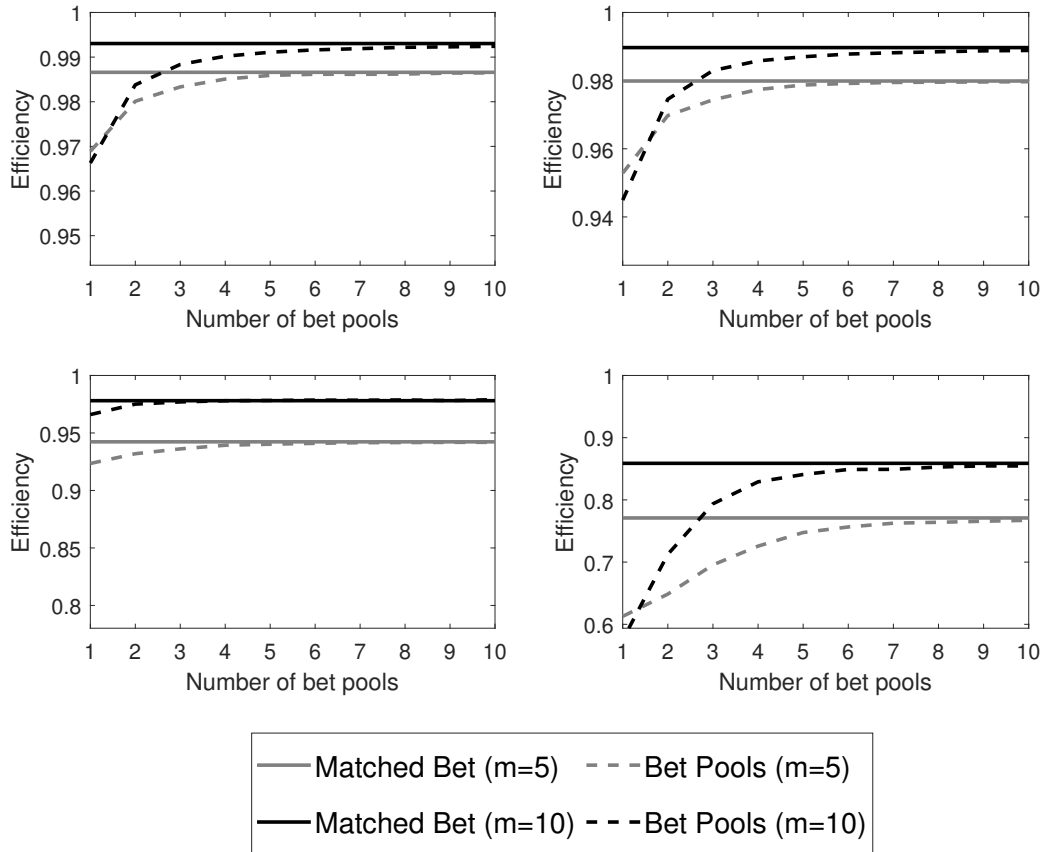 1
0.99
0.98
0.97
0.96
0.95
Efficiency
1 2 3 4 5 6 7 8 9 10
Number of bet pools
1
0.98
0.96
0.94
Efficiency
1 2 3 4 5 6 7 8 9 10
Number of bet pools
1
0.95
0.9
0.85
0.8
Efficiency
1 2 3 4 5 6 7 8 9 10
Number of bet pools
1
0.9
0.8
0.7
0.6
Efficiency
1 2 3 4 5 6 7 8 9 10
Number of bet pools
Matched Bet (m=5) Bet Pools (m=5)
Matched Bet (m=10) Bet Pools (m=10)